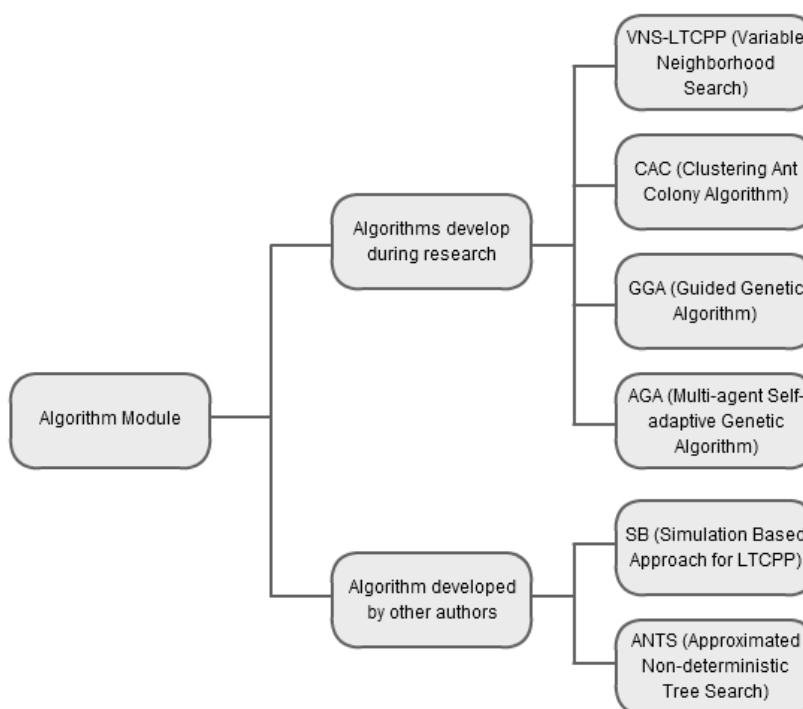 VNS-LTCPP (Variable
Neighborhood
Search)
CAC (Clustering Ant
Colony Algorithm)
Algorithms develop
during research
GGA (Guided Genetic
Algorithm)
AGA (Multi-agent Self-
adaptive Genetic
Algorithm)
Algorithm Module
SB (Simulation Based
Approach for LTCPP)
Algorithm developed
by other authors
ANTS (Approximated
Non-deterministic
Tree Search)